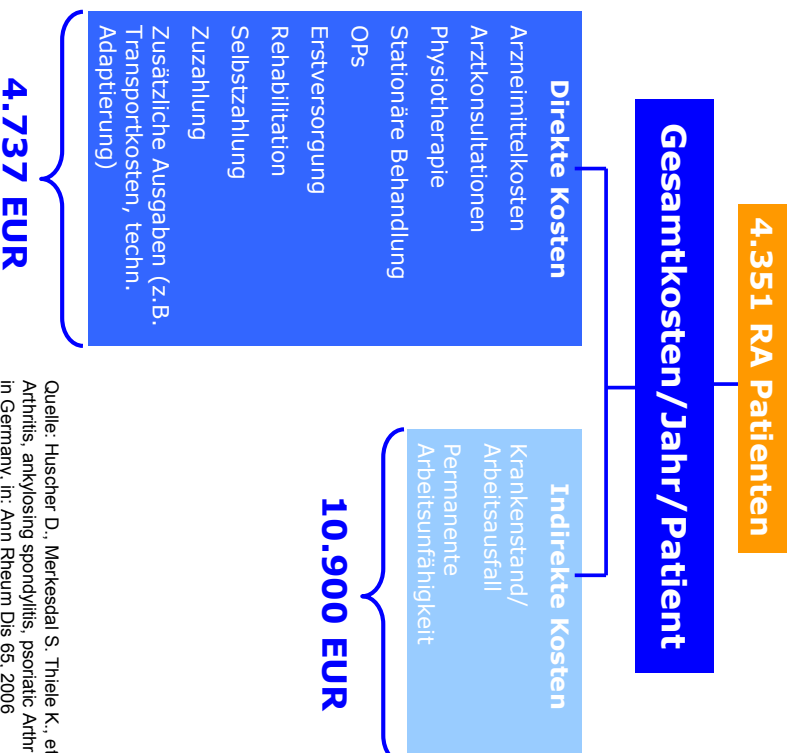 4.351 RA Patienten
Gesamtkosten/Jahr/Patient
Direkte Kosten
Arzneimittelkosten
Arztkonsultationen
Physiotherapie
Stationäre Behandlung
OPs
Erstversorgung
Rehabilitation
Selbstzahlung
Zuzahlung
Zusätzliche Ausgaben (z.B.
Transportkosten, techn.
Adaptierung)
4.737 EUR
Indirekte Kosten
Krankenstand/
Arbeitsausfall
Permanente
Arbeitsunfähigkeit
10.900 EUR
Quelle: Huscher D., Merkesdal S. Thiele K., et
Arthritis, ankylosing spondylitis, psoriatic Arthr
in Germany, in: Ann Rheum Dis 65, 2006